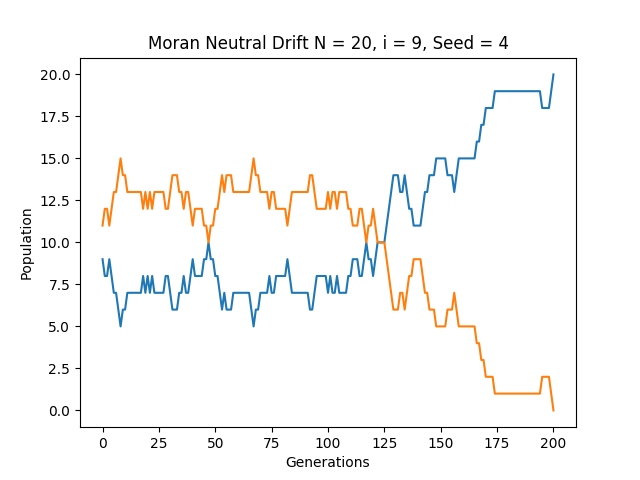 Moran Neutral Drift N = 20, i = 9, Seed = 4
20.0
17.5
15.0
12.5
10.0
7.5
5.0
2.5
0.0
Population
0 25 50 75 100 125 150 175 200
Generations